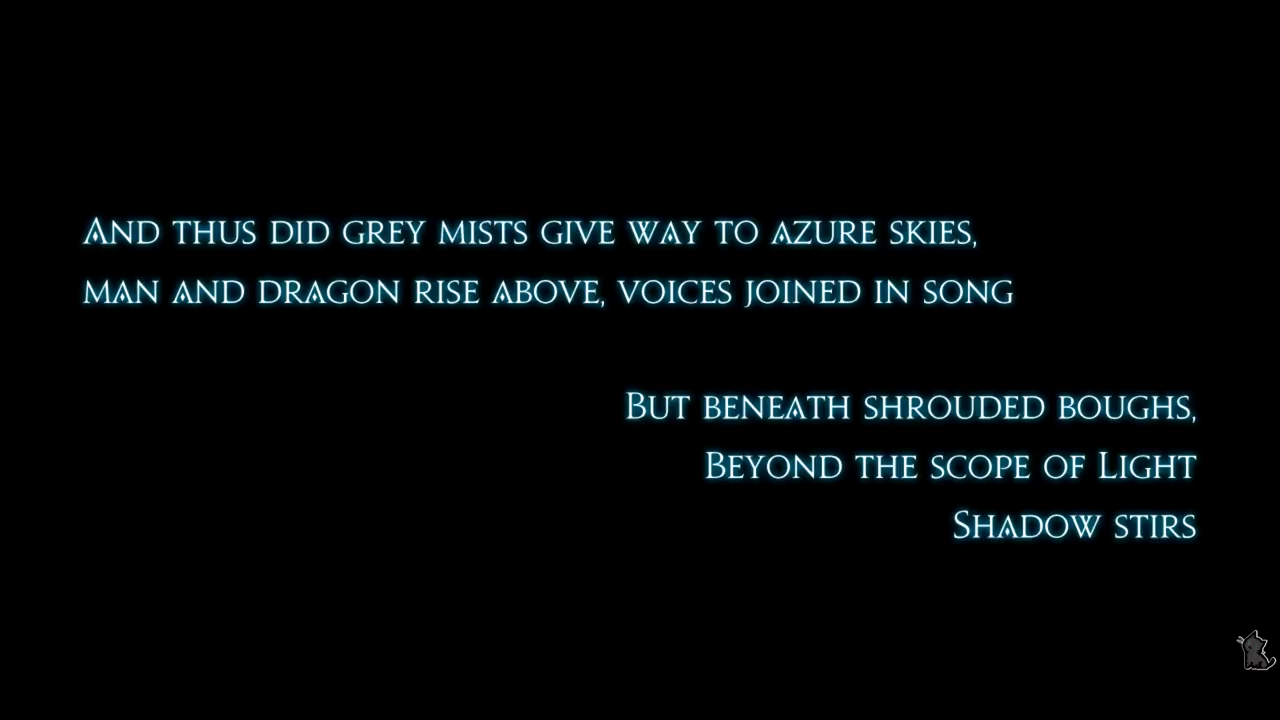 And thus did grey mists give way to azure skies,
man and dragon rise above, voices joined in song
But beneath shrouded boughs,
Beyond the scope of Light
Shadow stirs